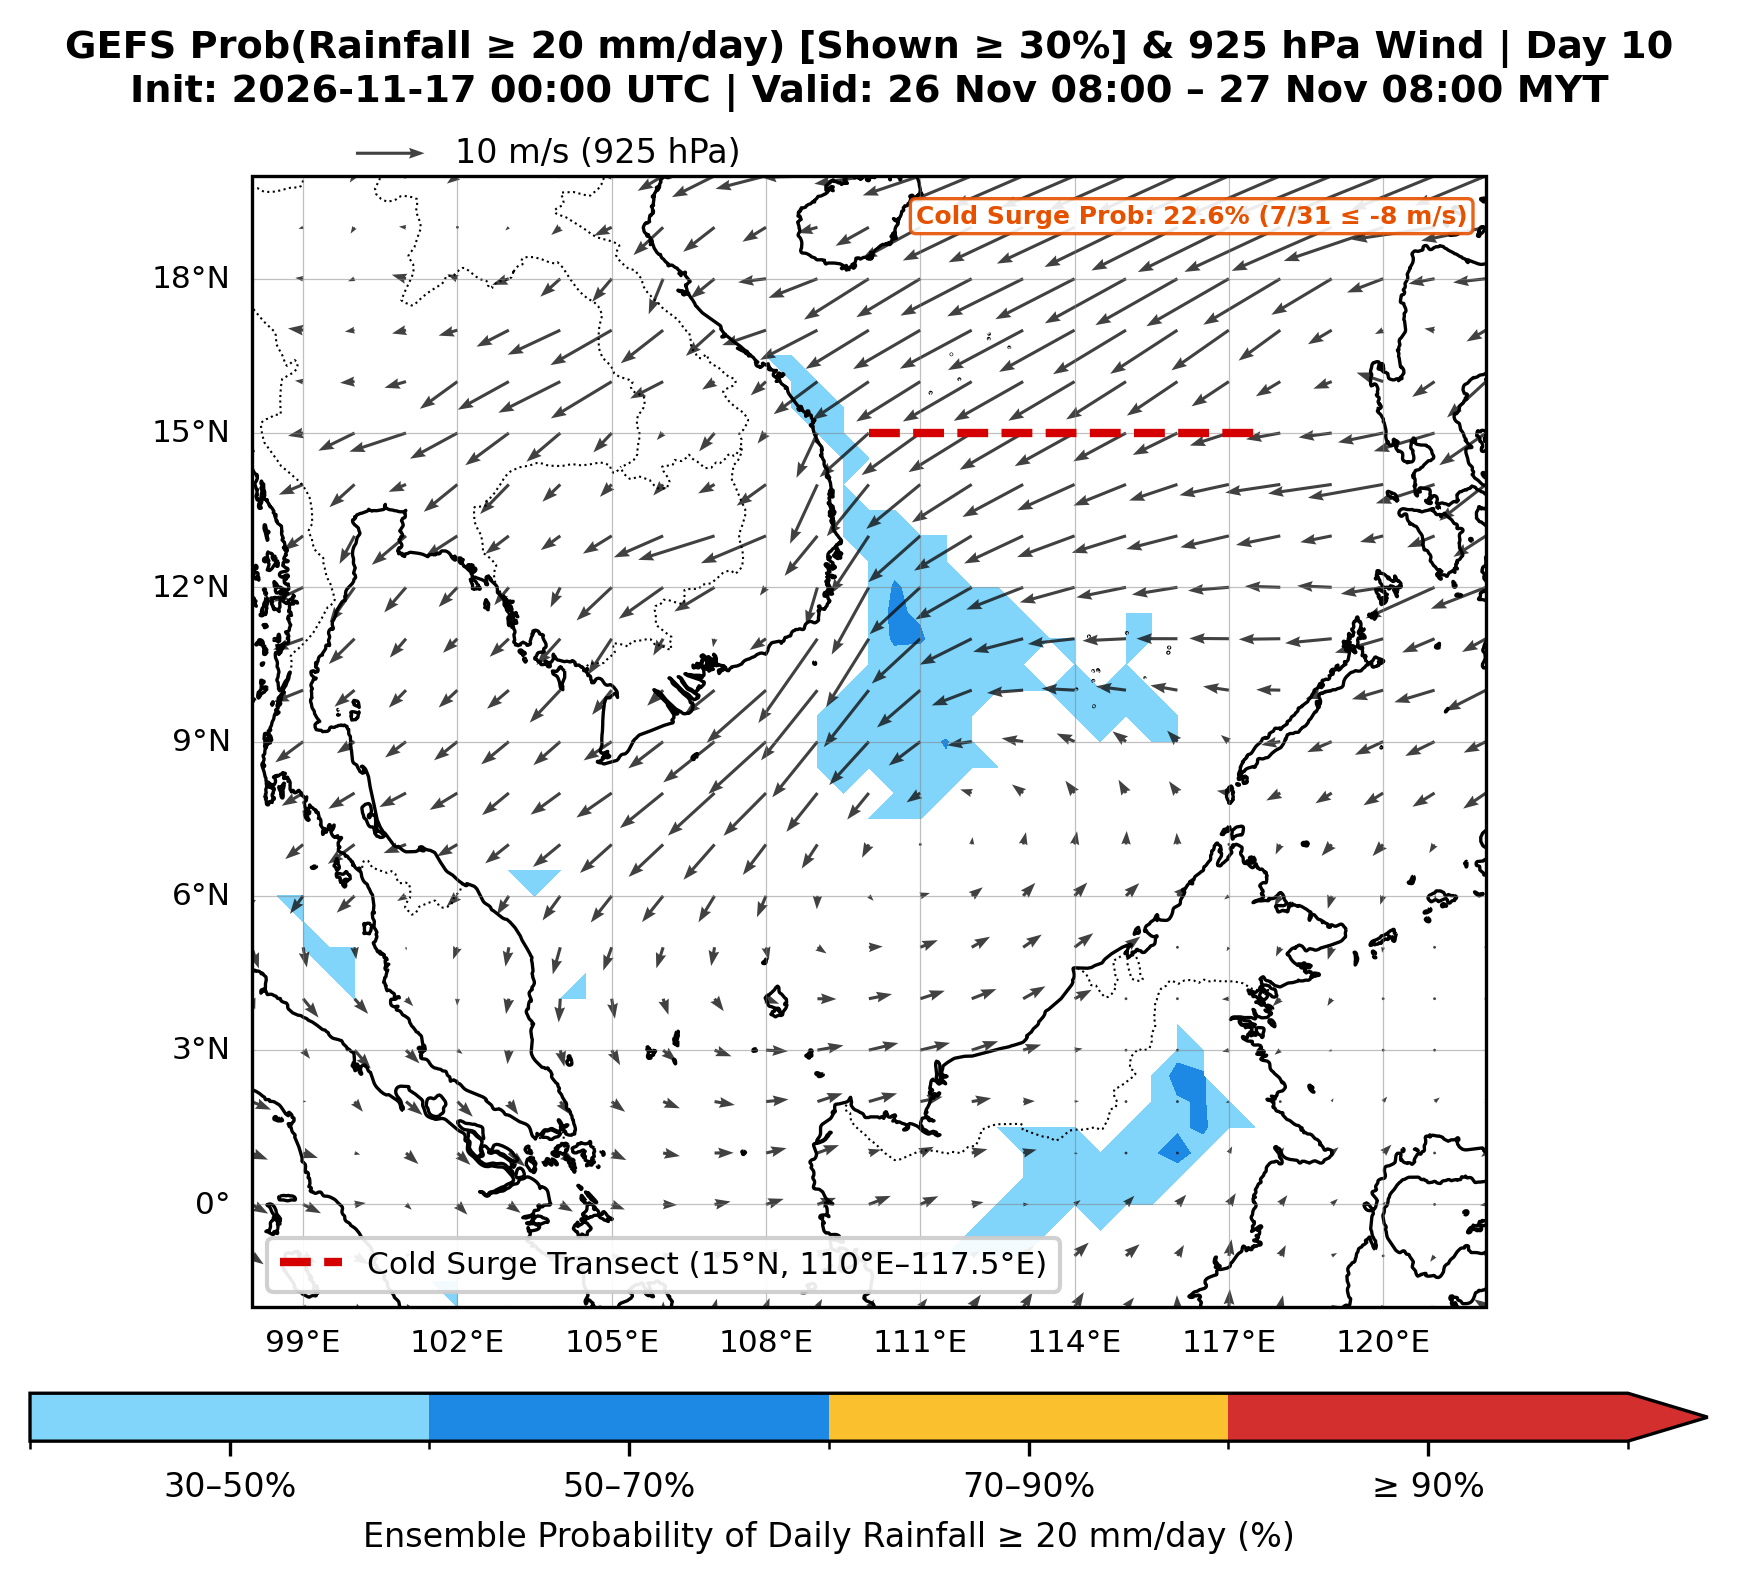 GEFS Prob(Rainfall ≥ 20 mm/day) [Shown ≥ 30%] & 925 hPa Wind | Day 10
Init: 2026-11-17 00:00 UTC | Valid: 26 Nov 08:00 – 27 Nov 08:00 MYT
10 m/s (925 hPa)
Cold Surge Prob: 22.6% (7/31 ≤ -8 m/s)
18°N
15°N
12°N
9°N
6°N
3°N
0°
Cold Surge Transect (15°N, 110°E–117.5°E)
99°E 102°E 105°E 108°E 111°E 114°E 117°E 120°E
30–50% 50–70% 70–90% ≥ 90%
Ensemble Probability of Daily Rainfall ≥ 20 mm/day (%)